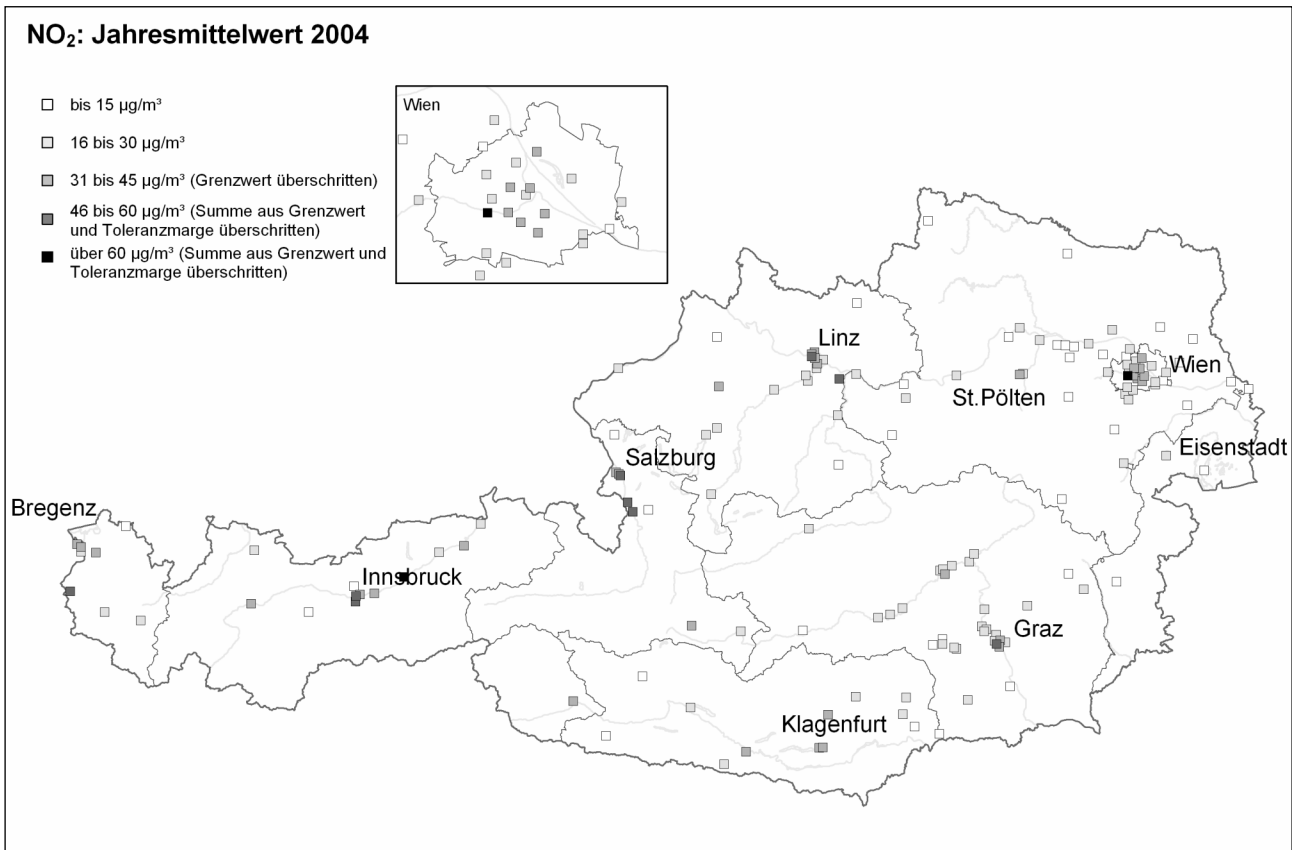 NO₂: Jahresmittelwert 2004
bis 15 µg/m³
16 bis 30 µg/m³
31 bis 45 µg/m³ (Grenzwert überschritten)
46 bis 60 µg/m³ (Summe aus Grenzwert
und Toleranzmarge überschritten)
über 60 µg/m³ (Summe aus Grenzwert und
Toleranzmarge überschritten)
Wien
Linz
Wien
St.Pölten
Eisenstadt
Salzburg
Bregenz
Innsbruck
Graz
Klagenfurt